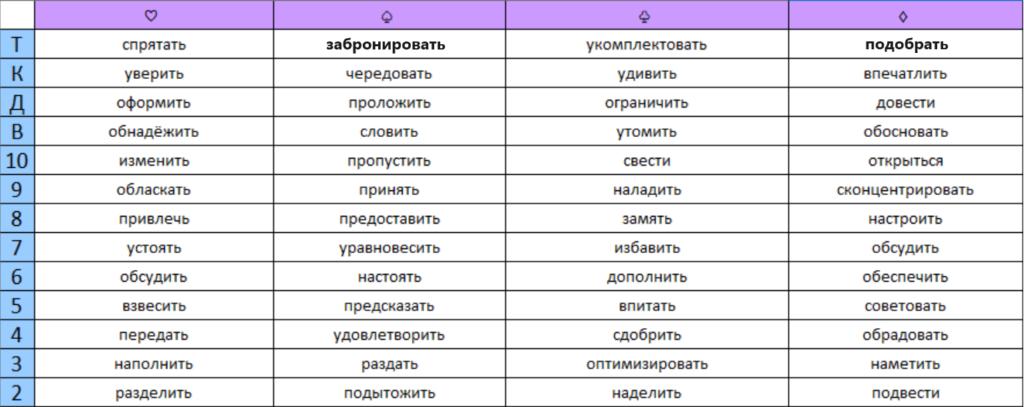 ♡ ♤ ♧ ◊
Т спрятать забронировать укомплектовать подобрать
К уверить чередовать удивить впечатлить
Д оформить проложить ограничить довести
В обнадёжить словить утомить обосновать
10 изменить пропустить свести открыться
9 обласкать принять наладить сконцентрировать
8 привлечь предоставить замять настроить
7 устоять уравновесить избавить обсудить
6 обсудить настоять дополнить обеспечить
5 взвесить предсказать впитать советовать
4 передать удовлетворить сдобрить обрадовать
3 наполнить раздать оптимизировать наметить
2 разделить подытожить наделить подвести